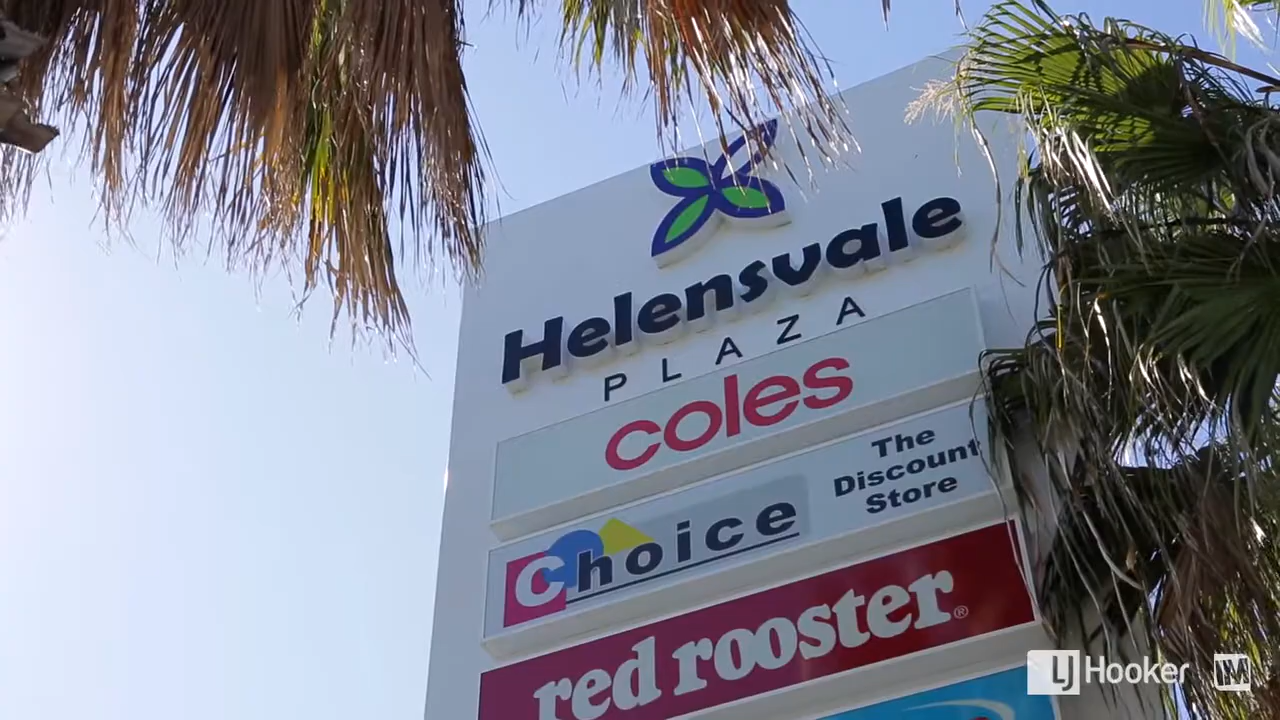 Helensvale
PLAZA
coles
Choice
The
Discount
Store
red rooster®
LJ Hooker